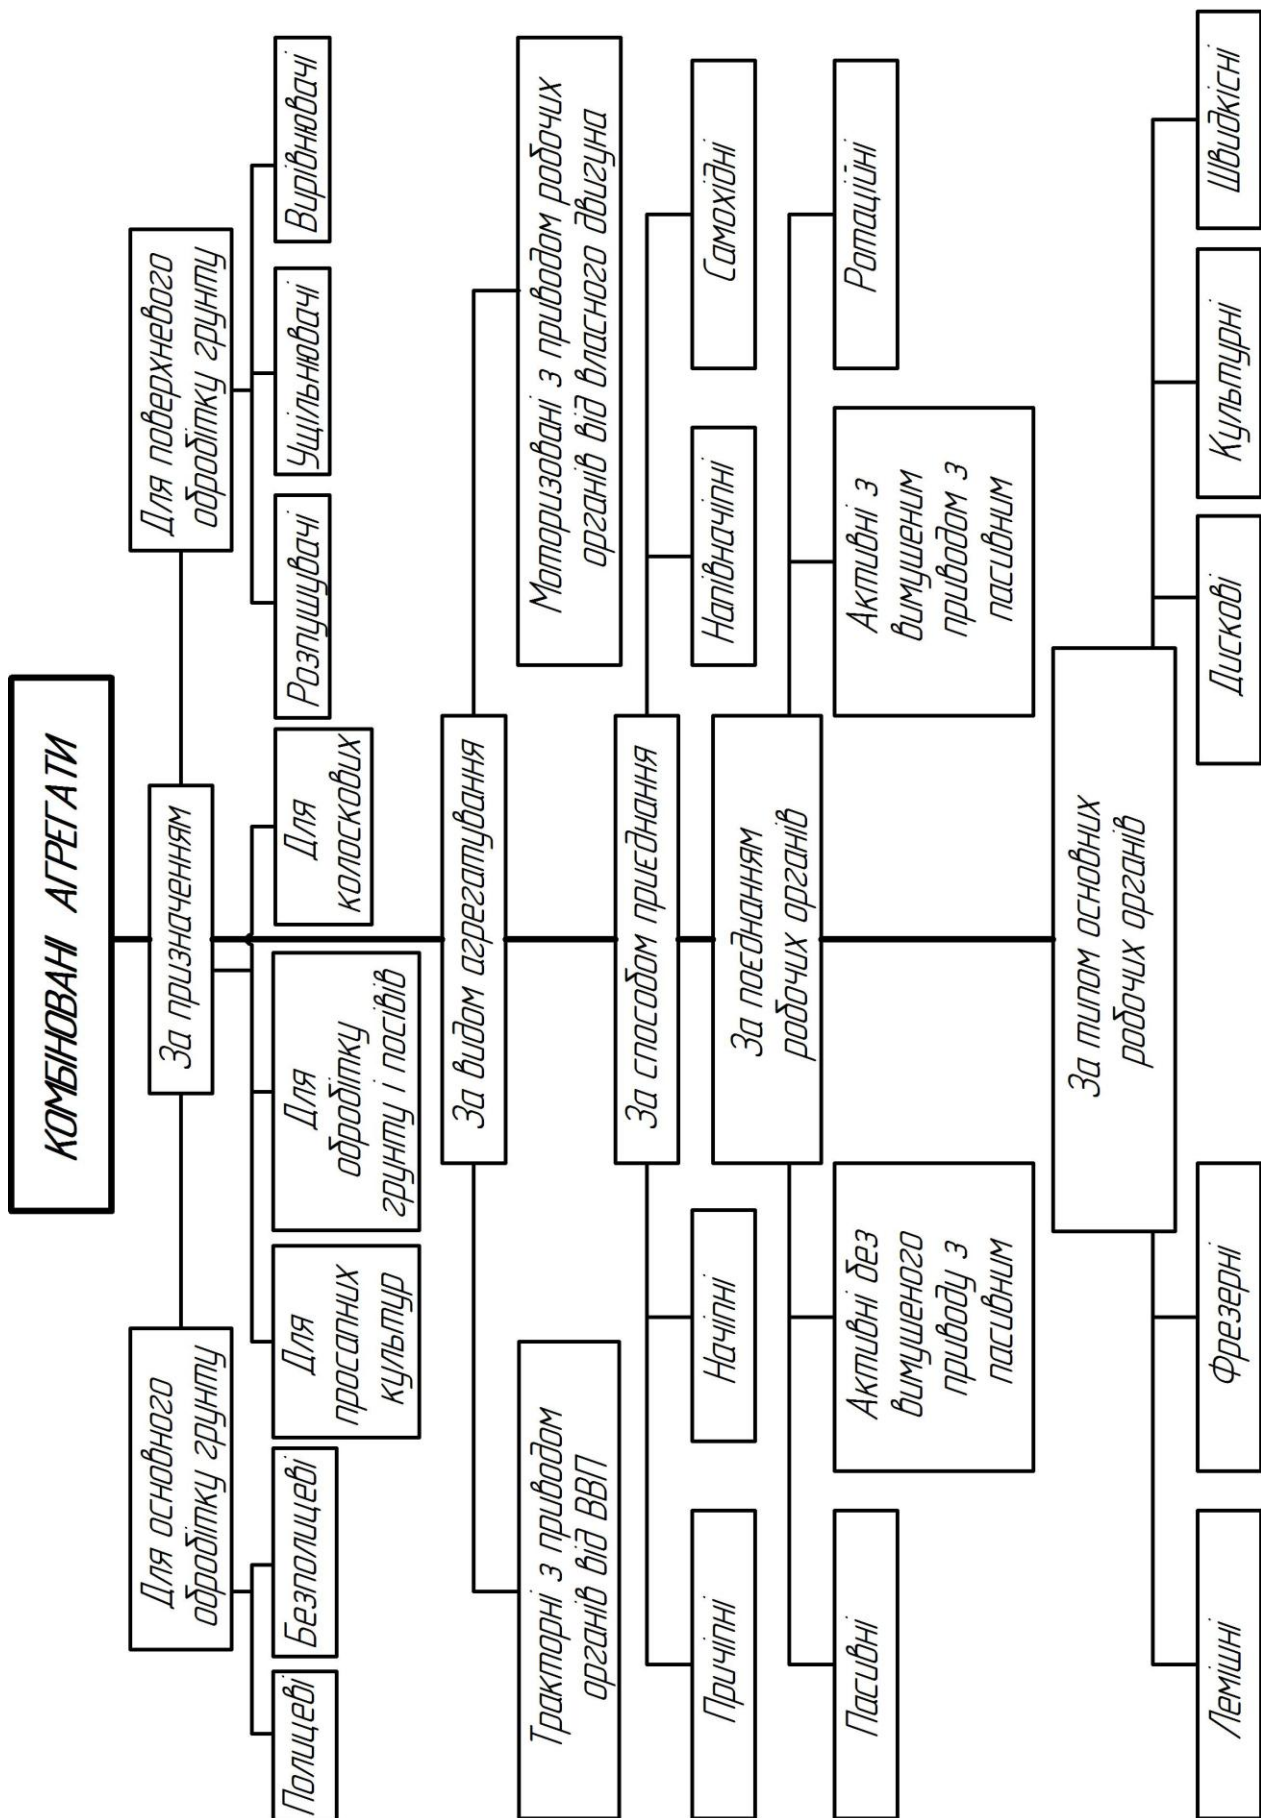 КОМБІНОВАНІ АГРЕГАТИ
Для основного
обробітку грунту
За призначенням
Для поверхневого
обробітку грунту
Полицеві
Безполицеві
Для
просапних
культур
Для
обробітку
грунту і посівів
Для
колоскових
Розпушувачі
Ущільнювачі
Вирівнювачі
За видом агрегатування
Тракторні з приводом
органів від ВВП
Моторизовані з приводом робочих
органів від власного двигуна
За способом приєднання
Причіпні
Начіпні
Напівначіпні
Самохідні
За поєднанням
робочих органів
Пасивні
Активні без
вимушеного
приводу з
пасивним
Активні з
вимушеним
приводом з
пасивним
Ротаційні
За типом основних
робочих органів
Лемішні
Фрезерні
Дискові
Культурні
Швидкісні